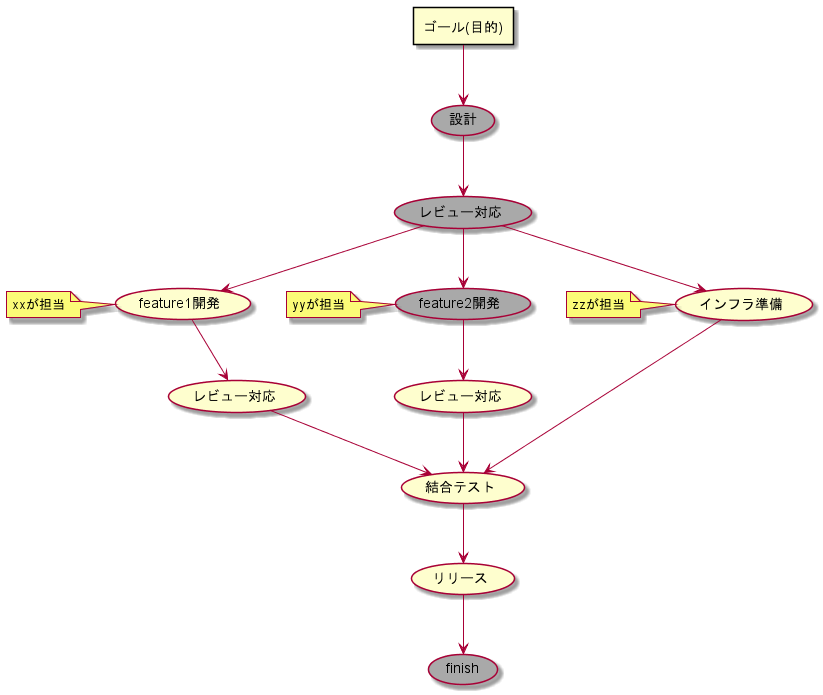 ゴール(目的)
設計
レビュー対応
xxが担当
feature1開発
yyが担当
feature2開発
zzが担当
インフラ準備
レビュー対応
レビュー対応
結合テスト
リリース
finish